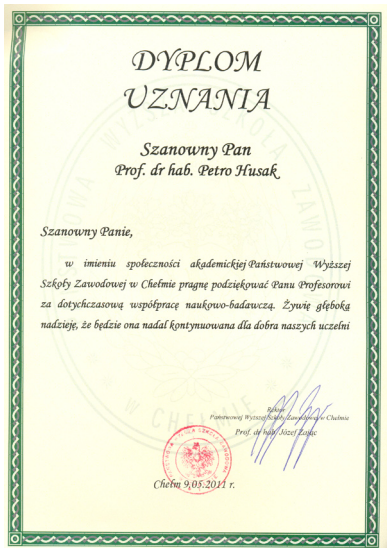 DYPLOM
UZNANIA
Szanowny Pan
Prof. dr hab. Petro Husak
Szanowny Panie,
w imieniu społeczności akademickiej Państwowej Wyższej
Szkoły Zawodowej w Chełmie pragnę podziękować Panu Profesorowi
za dotychczasową współpracę naukowo-badawczą. Żywię głęboką
nadzieję, że będzie ona nadal kontynuowana dla dobra naszych uczelni
Rektor
Państwowej Wyższej Szkoły Zawodowej w Chełmie
Prof. dr hab. Józef Zając
Chełm 9.05.2011 r.
W CHEŁMIE